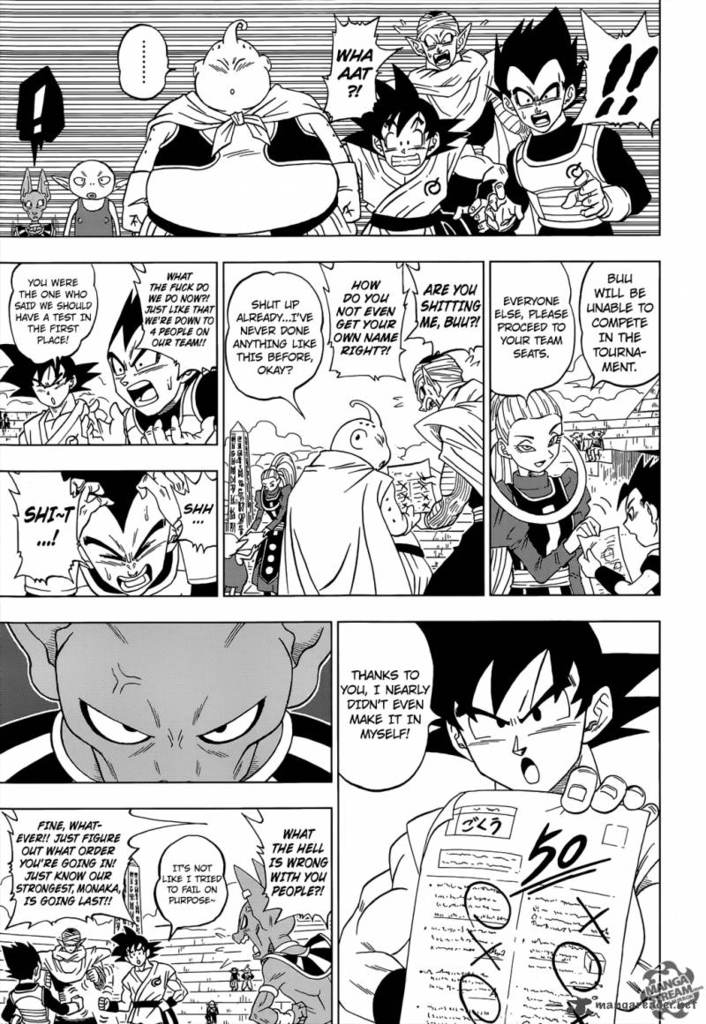 !!
WHA
AAT
?!
.........
!
BUU
WILL BE
UNABLE TO
COMPETE
IN THE
TOURNA-
MENT.
EVERYONE
ELSE, PLEASE
PROCEED TO
YOUR TEAM
SEATS.
ARE YOU
SHITTING
ME, BUU?!
HOW
DO YOU
NOT EVEN
GET YOUR
OWN NAME
RIGHT?!
SHUT UP
ALREADY...I'VE
NEVER DONE
ANYTHING LIKE
THIS BEFORE,
OKAY?
WHAT
THE FUCK DO
WE DO NOW?!
JUST LIKE THAT
WE'RE DOWN TO
4 PEOPLE ON
OUR TEAM!!
YOU WERE
THE ONE WHO
SAID WE SHOULD
HAVE A TEST IN
THE FIRST
PLACE!
SHH
...
SHI~T
...!
THANKS TO
YOU, I NEARLY
DIDN'T EVEN
MAKE IT IN
MYSELF!
ごくう
50
WHAT
THE HELL
IS WRONG
WITH YOU
PEOPLE?!
IT'S NOT
LIKE I TRIED
TO FAIL ON
PURPOSE~
FINE, WHAT-
EVER!! JUST FIGURE
OUT WHAT ORDER
YOU'RE GOING IN!
JUST KNOW OUR
STRONGEST, MONAKA,
IS GOING LAST!!
MANGA
STREAM
mangareader.net